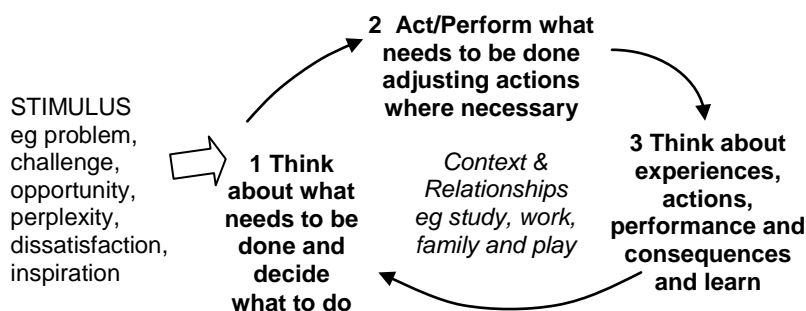 STIMULUS
eg problem,
challenge,
opportunity,
perplexity,
dissatisfaction,
inspiration
1 Think
about what
needs to be
done and
decide
what to do
2 Act/Perform what
needs to be done
adjusting actions
where necessary
Context &
Relationships
eg study, work,
family and play
3 Think about
experiences,
actions,
performance and
consequences
and learn